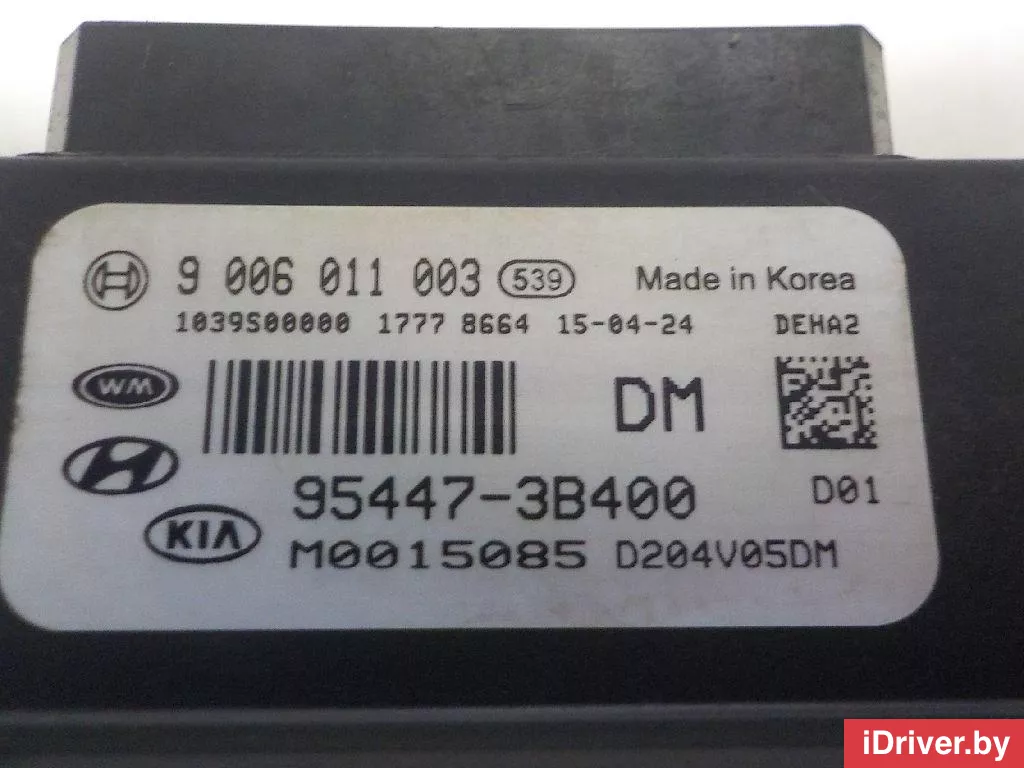 9 006 011 003 539 Made in Korea
1039S00000 1777 8664 15-04-24 DEHA2
WM DM
95447-3B400 D01
KIA M0015085 D204V05DM
iDriver.by